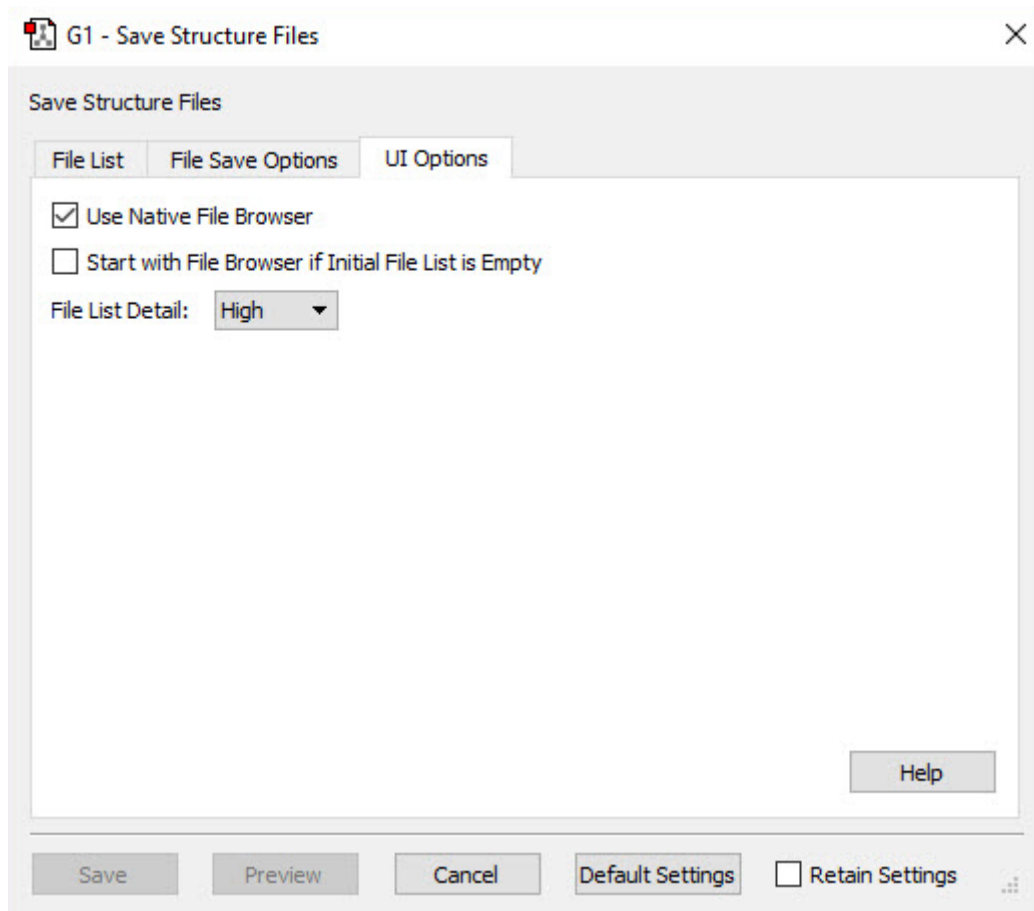 G1 - Save Structure Files
Save Structure Files
File List File Save Options UI Options
Use Native File Browser
Start with File Browser if Initial File List is Empty
File List Detail: High
Help
Save Preview Cancel Default Settings Retain Settings